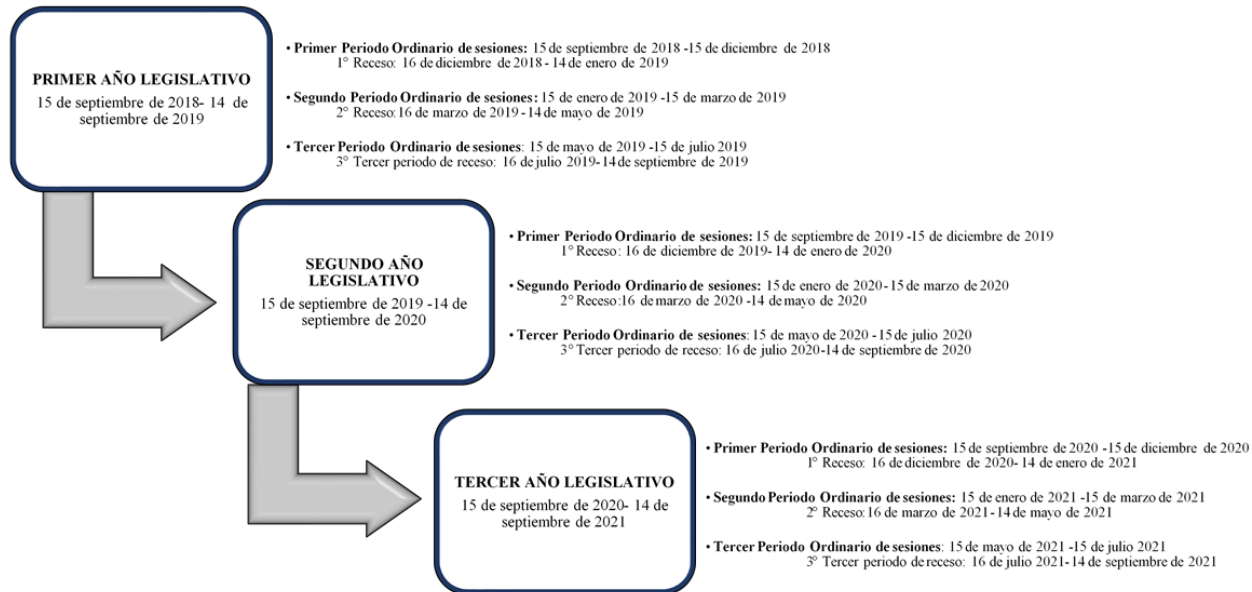 PRIMER AÑO LEGISLATIVO
15 de septiembre de 2018- 14 de
septiembre de 2019
• Primer Periodo Ordinario de sesiones: 15 de septiembre de 2018 -15 de diciembre de 2018
1° Receso: 16 de diciembre de 2018- 14 de enero de 2019
• Segundo Periodo Ordinario de sesiones: 15 de enero de 2019 -15 de marzo de 2019
2° Receso: 16 de marzo de 2019 -14 de mayo de 2019
• Tercer Periodo Ordinario de sesiones: 15 de mayo de 2019 -15 de julio 2019
3° Tercer periodo de receso: 16 de julio 2019- 14 de septiembre de 2019
SEGUNDO AÑO
LEGISLATIVO
15 de septiembre de 2019 -14 de
septiembre de 2020
• Primer Periodo Ordinario de sesiones: 15 de septiembre de 2019 -15 de diciembre de 2019
1° Receso: 16 de diciembre de 2019- 14 de enero de 2020
• Segundo Periodo Ordinario de sesiones: 15 de enero de 2020- 15 de marzo de 2020
2° Receso:16 de marzo de 2020 -14 de mayo de 2020
• Tercer Periodo Ordinario de sesiones: 15 de mayo de 2020 - 15 de julio 2020
3° Tercer periodo de receso: 16 de julio 2020-14 de septiembre de 2020
TERCER AÑO LEGISLATIVO
15 de septiembre de 2020- 14 de
septiembre de 2021
• Primer Periodo Ordinario de sesiones: 15 de septiembre de 2020 -15 de diciembre de 2020
1° Receso: 16 de diciembre de 2020- 14 de enero de 2021
• Segundo Periodo Ordinario de sesiones: 15 de enero de 2021 -15 de marzo de 2021
2° Receso: 16 de marzo de 2021- 14 de mayo de 2021
• Tercer Periodo Ordinario de sesiones: 15 de mayo de 2021 -15 de julio 2021
3° Tercer periodo de receso: 16 de julio 2021- 14 de septiembre de 2021